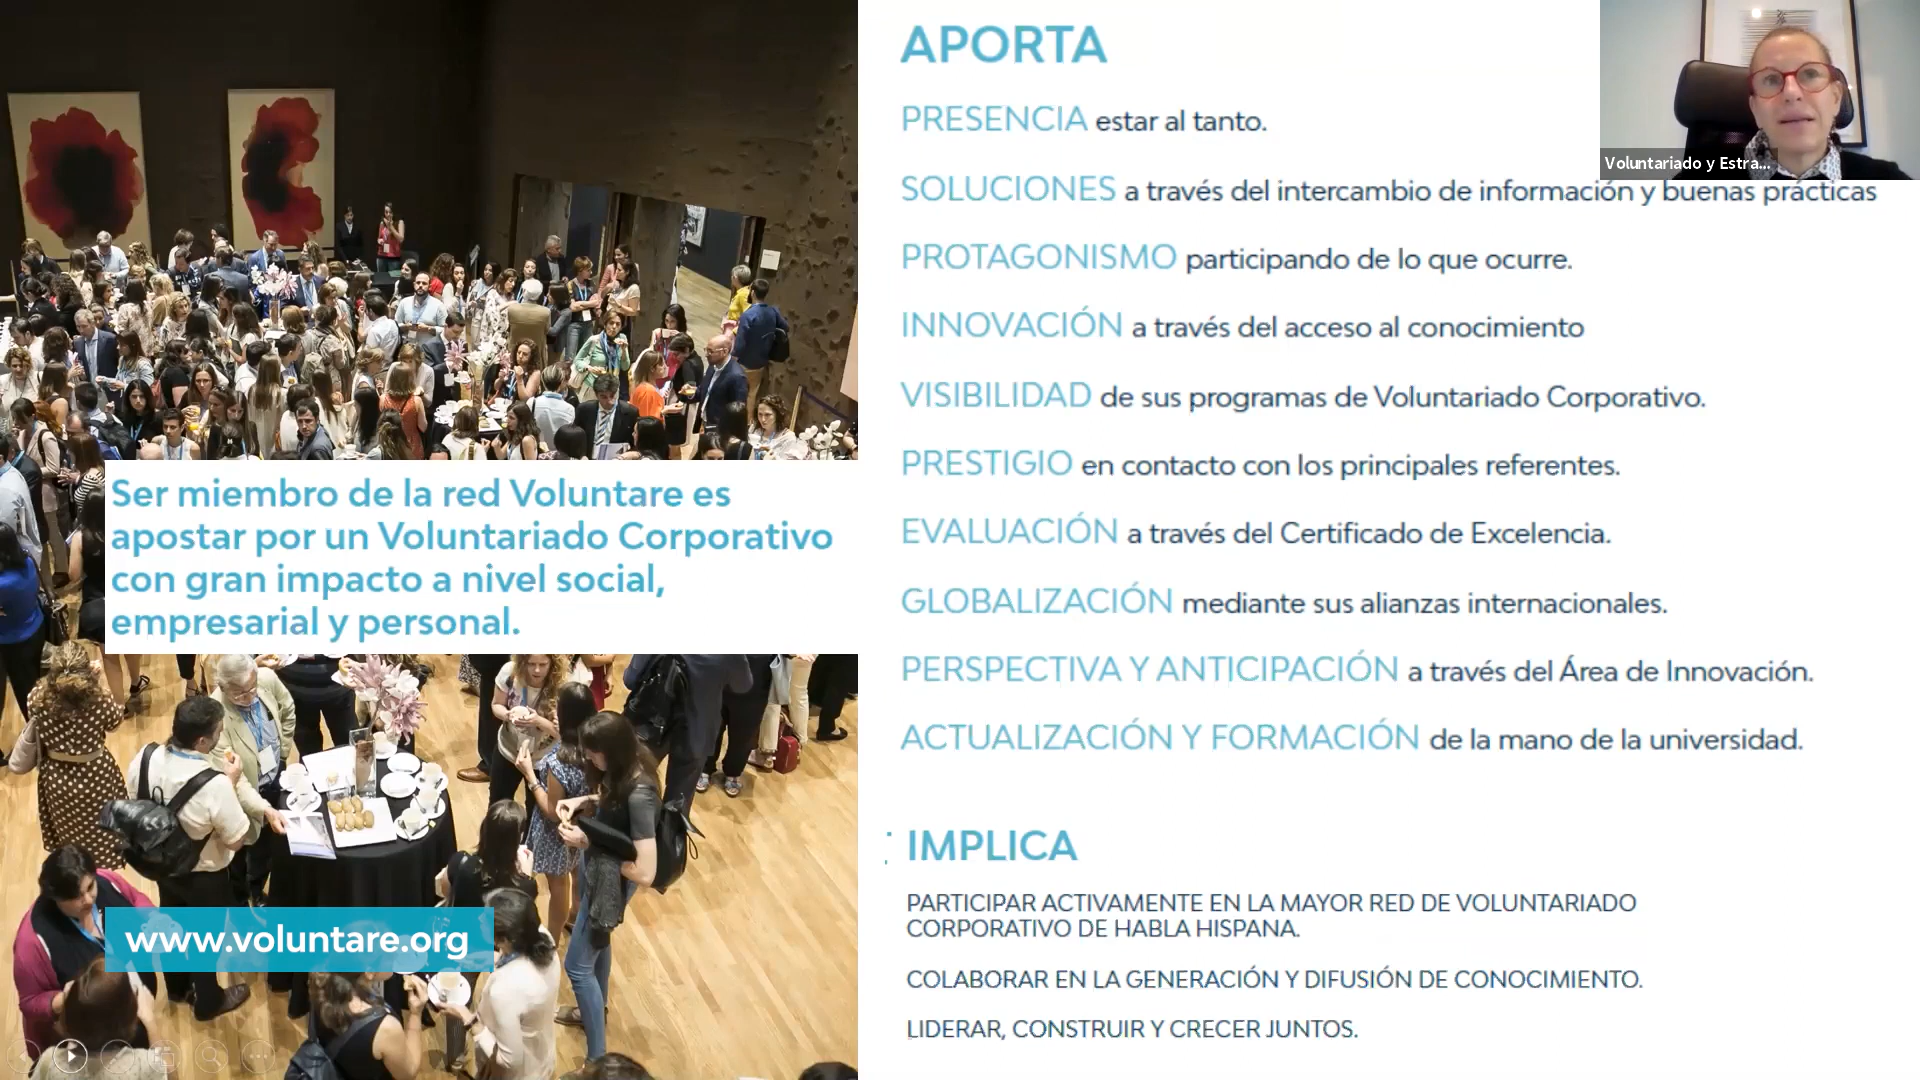 Ser miembro de la red Voluntare es
apostar por un Voluntariado Corporativo
con gran impacto a nivel social,
empresarial y personal.
www.voluntare.org
APORTA
PRESENCIA estar al tanto.
SOLUCIONES a través del intercambio de información y buenas prácticas
PROTAGONISMO participando de lo que ocurre.
INNOVACIÓN a través del acceso al conocimiento
VISIBILIDAD de sus programas de Voluntariado Corporativo.
PRESTIGIO en contacto con los principales referentes.
EVALUACIÓN a través del Certificado de Excelencia.
GLOBALIZACIÓN mediante sus alianzas internacionales.
PERSPECTIVA Y ANTICIPACIÓN a través del Área de Innovación.
ACTUALIZACIÓN Y FORMACIÓN de la mano de la universidad.
IMPLICA
PARTICIPAR ACTIVAMENTE EN LA MAYOR RED DE VOLUNTARIADO
CORPORATIVO DE HABLA HISPANA.
COLABORAR EN LA GENERACIÓN Y DIFUSIÓN DE CONOCIMIENTO.
LIDERAR, CONSTRUIR Y CRECER JUNTOS.
Voluntariado y Estra...